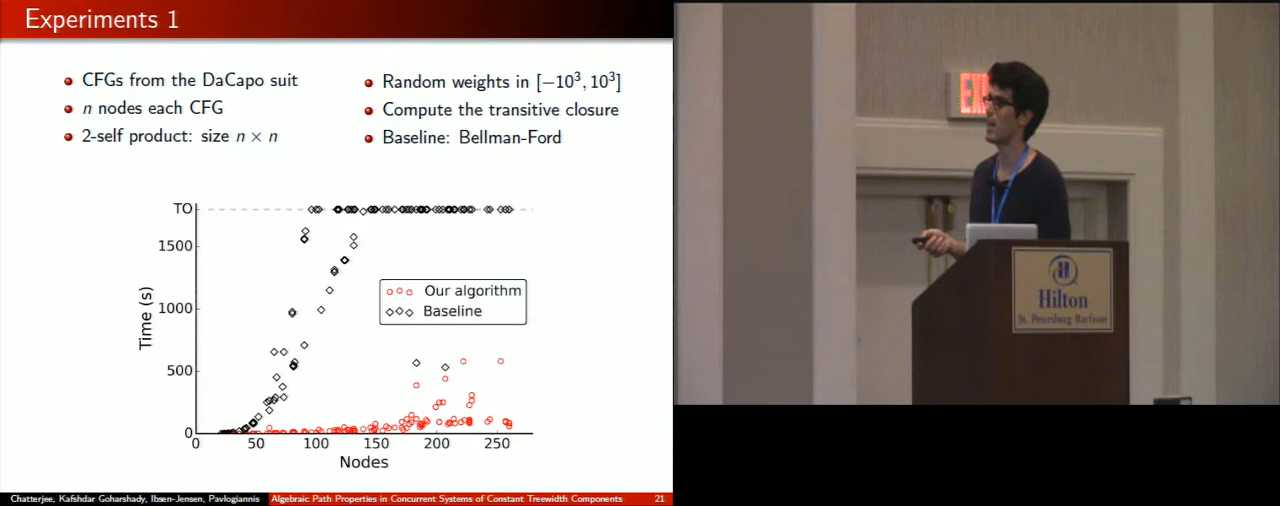 Experiments 1
CFGs from the DaCapo suit
n nodes each CFG
2-self product: size n × n
Random weights in [−10³, 10³]
Compute the transitive closure
Baseline: Bellman-Ford
TO
1500
1000
500
0
Time (s)
Our algorithm
Baseline
0 50 100 150 200 250
Nodes
Chatterjee, Kafshdar Goharshady, Ibsen-Jensen, Pavlogiannis Algebraic Path Properties in Concurrent Systems of Constant Treewidth Components 21
EXI
Hilton
St. Petersburg Bayfront